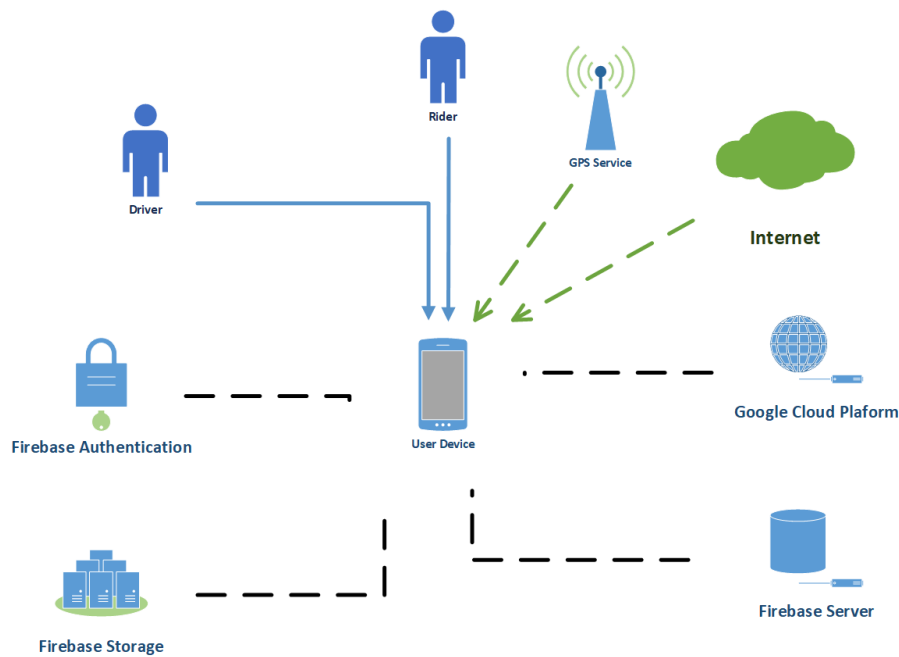 Rider
GPS Service
Driver
Internet
Google Cloud Plaform
User Device
Firebase Authentication
Firebase Server
Firebase Storage